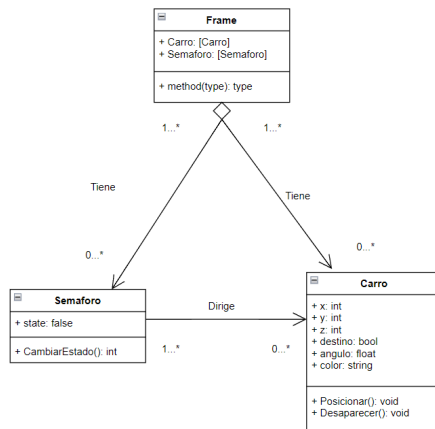 Frame
+ Carro: [Carro]
+ Semaforo: [Semaforo]
+ method(type): type
1...*
1...*
Tiene
Tiene
0...*
0...*
Semaforo
+ state: false
+ CambiarEstado(): int
Dirige
1...*
0...*
Carro
+ x: int
+ y: int
+ z: int
+ destino: bool
+ angulo: float
+ color: string
+ Posicionar(): void
+ Desaparecer(): void